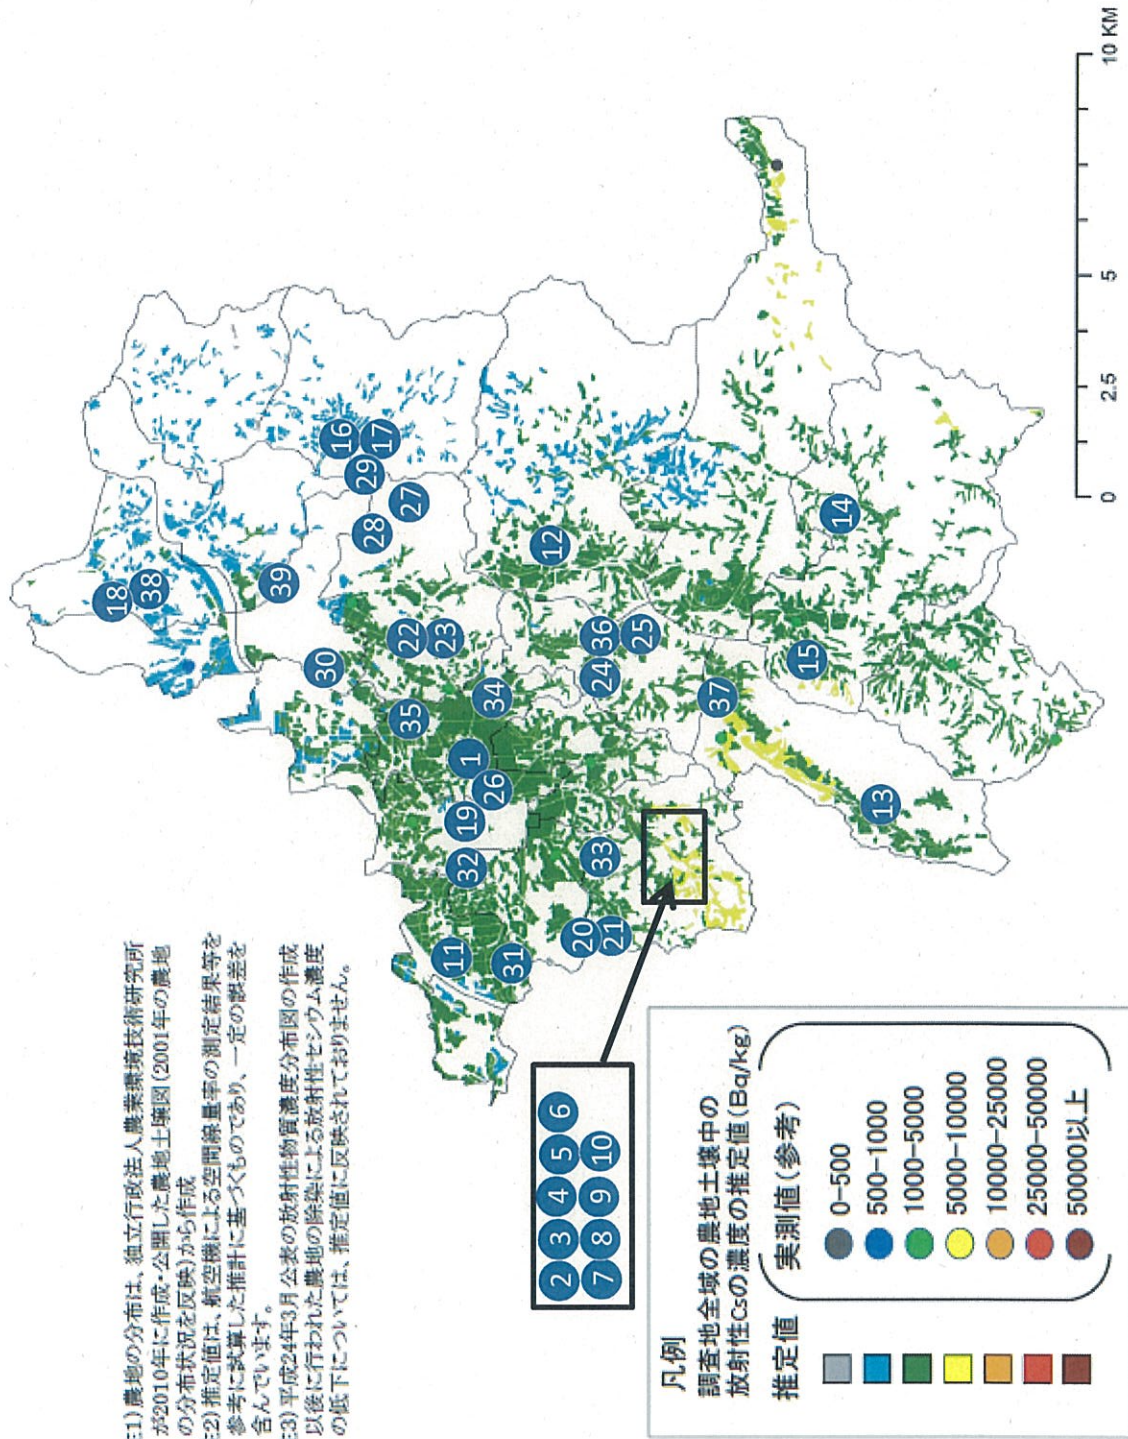 注1) 農地の分布は、独立行政法人農業環境技術研究所
が2010年に作成・公開した農地土壌図(2001年の農地
の分布状況を反映)から作成
注2) 推定値は、航空機による空間線量率の測定結果等を
参考に試算した推計に基づくものであり、一定の誤差を
含んでいます。
注3) 平成24年3月公表の放射性物質濃度分布図の作成
以後に行われた農地の除染による放射性セシウム濃度
の低下については、推定値に反映されておりません。
2 3 4 5 6
7 8 9 10
凡例
調査地全域の農地土壌中の
放射性Csの濃度の推定値(Bq/kg)
推定値 実測値(参考)
0-500
500-1000
1000-5000
5000-10000
10000-25000
25000-50000
50000以上
11
31
20
21
32
33
19
26
1
13
35
34
30
24
37
22
23
36
25
15
18
38
39
12
28
27
14
29
16
17
0 2.5 5 10 KM